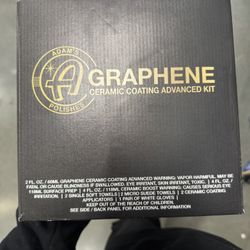 ADAM'S
A
POLISHES
GRAPHENE
CERAMIC COATING ADVANCED KIT
2 FL. OZ. / 60ML GRAPHENE CERAMIC COATING ADVANCED WARNING: VAPOR HARMFUL. MAY BE
FATAL OR CAUSE BLINDNESS IF SWALLOWED. EYE IRRITANT, SKIN IRRITANT, TOXIC. | 4 FL. OZ. /
118ML SURFACE PREP | 4 FL. OZ. / 118ML CERAMIC BOOST WARNING: CAUSES SERIOUS EYE
IRRITATION. | 2 SINGLE SOFT TOWELS | 2 MICRO SUEDE TOWELS | 2 CERAMIC COATING
APPLICATORS | 1 PAIR OF WHITE GLOVES
KEEP OUT OF THE REACH OF CHILDREN.
SEE SIDE / BACK PANEL FOR ADDITIONAL INFORMATION